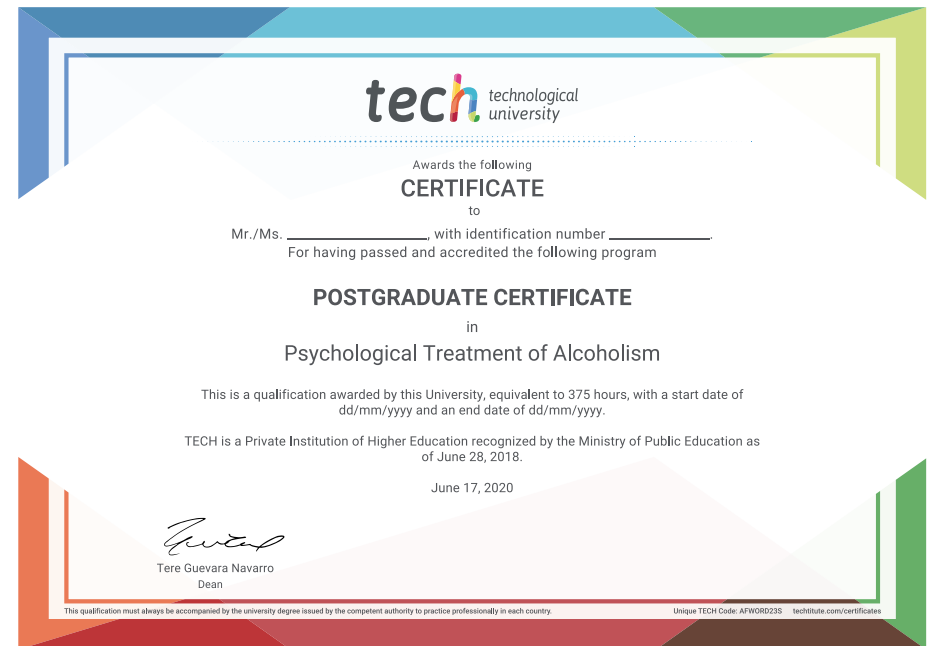 tech technological
university
Awards the following
CERTIFICATE
to
Mr./Ms. ____________________, with identification number ______________.
For having passed and accredited the following program
POSTGRADUATE CERTIFICATE
in
Psychological Treatment of Alcoholism
This is a qualification awarded by this University, equivalent to 375 hours, with a start date of
dd/mm/yyyy and an end date of dd/mm/yyyy.
TECH is a Private Institution of Higher Education recognized by the Ministry of Public Education as
of June 28, 2018.
June 17, 2020
Tere Guevara Navarro
Dean
This qualification must always be accompanied by the university degree issued by the competent authority to practice professionally in each country.
Unique TECH Code: AFWORD23S techtitute.com/certificates